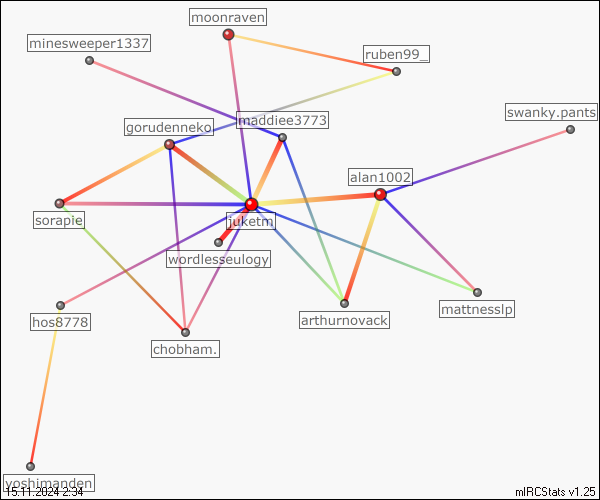 moonraven
minesweeper1337
ruben99_
swanky.pants
maddiee3773
gorudenneko
alan1002
sorapie
juketm
wordlesseulogy
mattnesslp
arthurnovack
hos8778
chobham.
yoshimanden
15.11.2024 2:34
mIRCStats v1.25